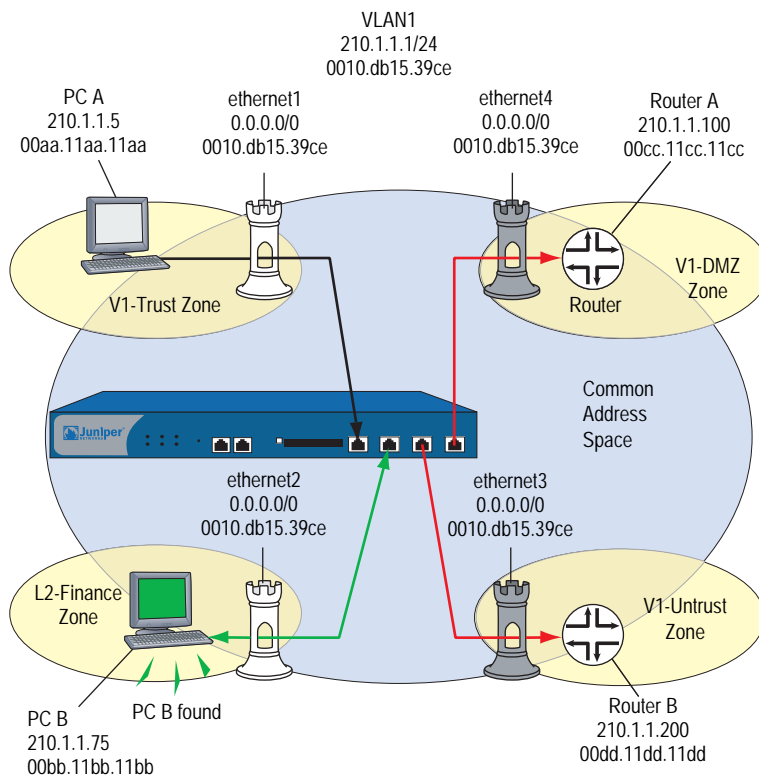 VLAN1
210.1.1.1/24
0010.db15.39ce
PC A
210.1.1.5
00aa.11aa.11aa
ethernet1
0.0.0.0/0
0010.db15.39ce
ethernet4
0.0.0.0/0
0010.db15.39ce
Router A
210.1.1.100
00cc.11cc.11cc
V1-Trust Zone
Router
V1-DMZ
Zone
Common
Address
Space
Juniper
NETWORKS
ethernet2
0.0.0.0/0
0010.db15.39ce
ethernet3
0.0.0.0/0
0010.db15.39ce
L2-Finance
Zone
V1-Untrust
Zone
PC B found
PC B
210.1.1.75
00bb.11bb.11bb
Router B
210.1.1.200
00dd.11dd.11dd